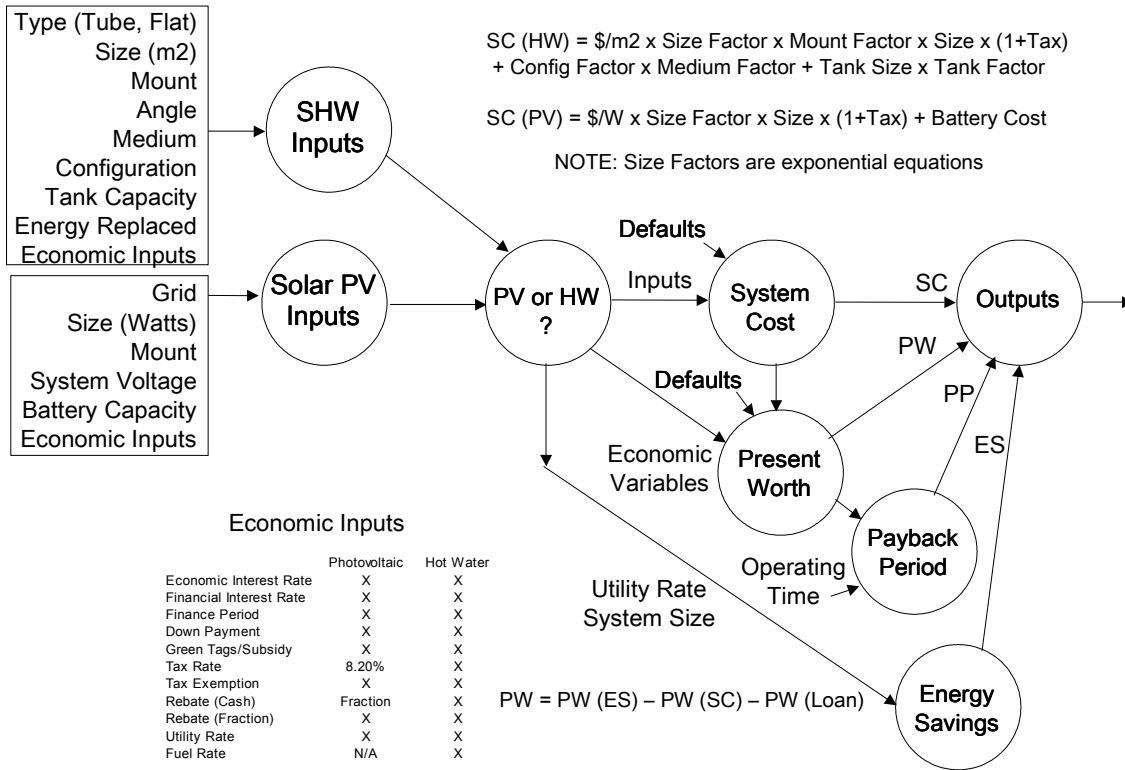 Type (Tube, Flat)
Size (m2)
Mount
Angle
Medium
Configuration
Tank Capacity
Energy Replaced
Economic Inputs
SHW
Inputs
SC (HW) = $/m2 x Size Factor x Mount Factor x Size x (1+Tax)
+ Config Factor x Medium Factor + Tank Size x Tank Factor
SC (PV) = $/W x Size Factor x Size x (1+Tax) + Battery Cost
NOTE: Size Factors are exponential equations
Grid
Size (Watts)
Mount
System Voltage
Battery Capacity
Economic Inputs
Solar PV
Inputs
PV or HW
?
Defaults
Inputs
System
Cost
SC
Outputs
PW
PP
ES
Defaults
Economic
Variables
Present
Worth
Payback
Period
Operating
Time
Utility Rate
System Size
Energy
Savings
PW = PW (ES) – PW (SC) – PW (Loan)
Economic Inputs
Photovoltaic Hot Water
Economic Interest Rate X X
Financial Interest Rate X X
Finance Period X X
Down Payment X X
Green Tags/Subsidy X X
Tax Rate 8.20% X
Tax Exemption X X
Rebate (Cash) Fraction X
Rebate (Fraction) X X
Utility Rate X X
Fuel Rate N/A X